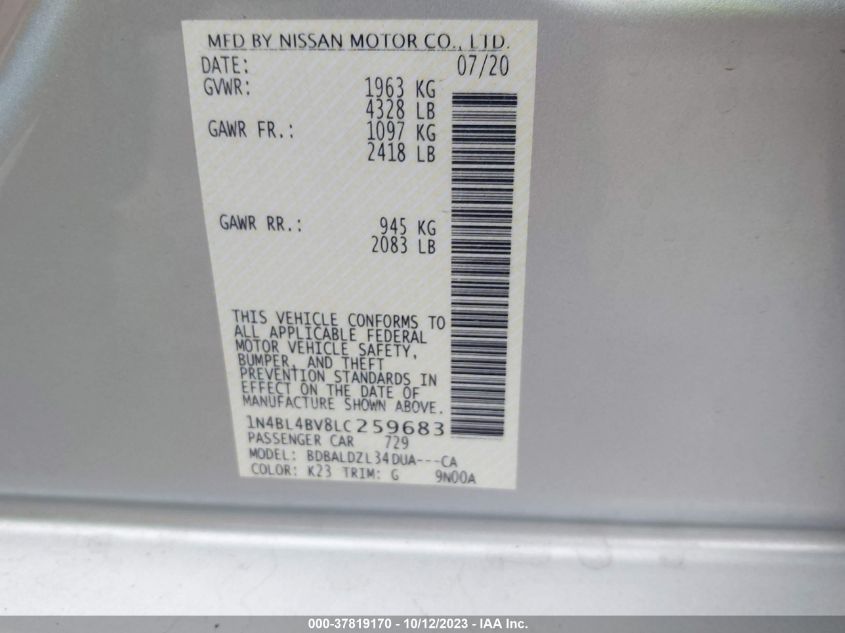 MFD BY NISSAN MOTOR CO., LTD.
DATE: 07/20
GVWR: 1963 KG
4328 LB
GAWR FR.: 1097 KG
2418 LB
GAWR RR.: 945 KG
2083 LB
THIS VEHICLE CONFORMS TO
ALL APPLICABLE FEDERAL
MOTOR VEHICLE SAFETY,
BUMPER, AND THEFT
PREVENTION STANDARDS IN
EFFECT ON THE DATE OF
MANUFACTURE SHOWN ABOVE.
1N4BL4BV8LC259683
PASSENGER CAR 729
MODEL: BDBALDZL34DUA---CA
COLOR: K23 TRIM: G 9N00A
000-37819170 - 10/12/2023 - IAA Inc.